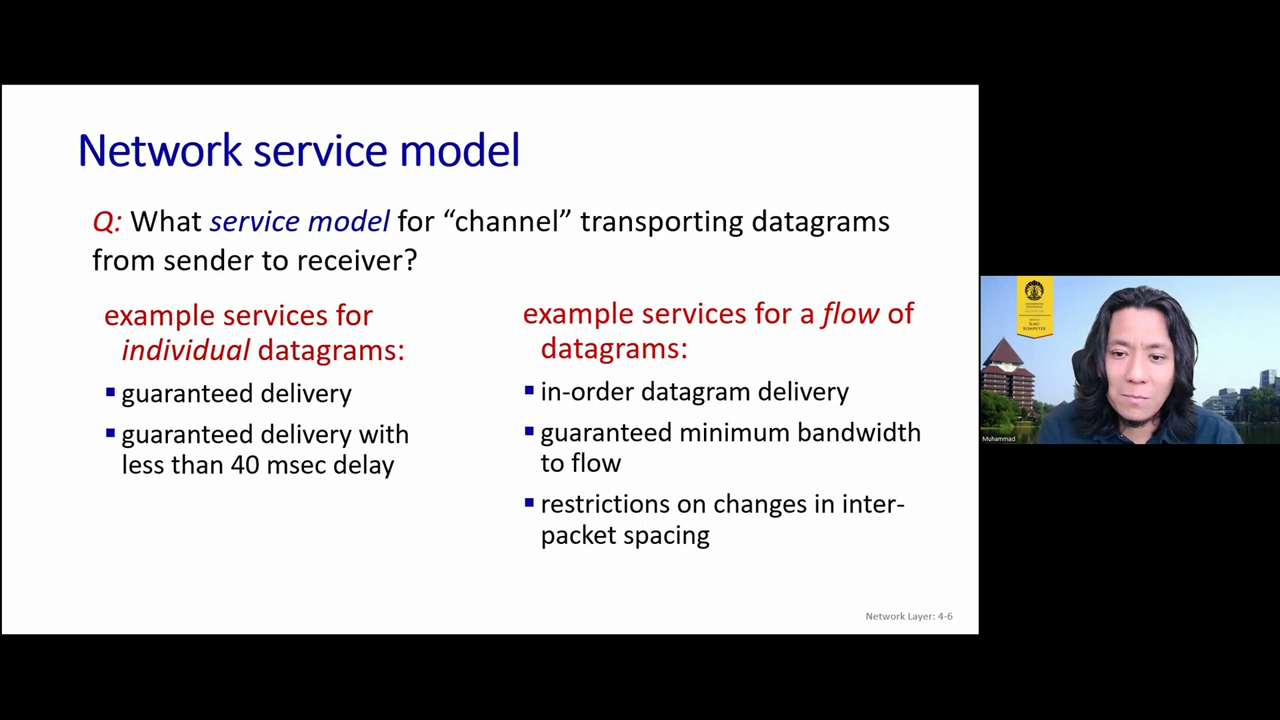 Network service model
Q: What service model for “channel” transporting datagrams
from sender to receiver?
example services for
individual datagrams:
▪ guaranteed delivery
▪ guaranteed delivery with
less than 40 msec delay
example services for a flow of
datagrams:
▪ in-order datagram delivery
▪ guaranteed minimum bandwidth
to flow
▪ restrictions on changes in inter-
packet spacing
Network Layer: 4-6
ILMU
KOMPUTER
Muhammad